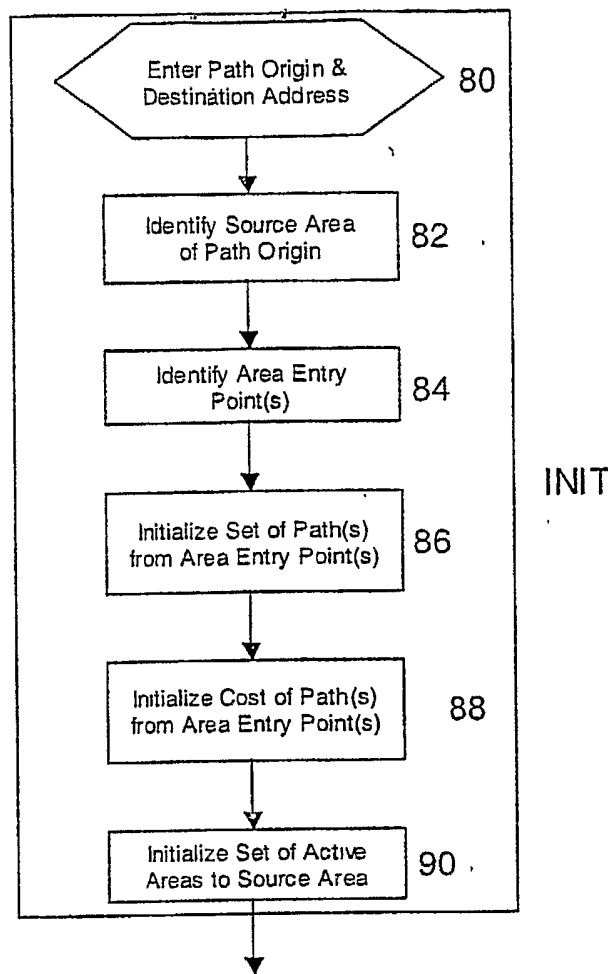 Enter Path Origin &
Destination Address
80
Identify Source Area
of Path Origin
82
Identify Area Entry
Point(s)
84
INIT
Initialize Set of Path(s)
from Area Entry Point(s)
86
Initialize Cost of Path(s)
from Area Entry Point(s)
88
Initialize Set of Active
Areas to Source Area
90